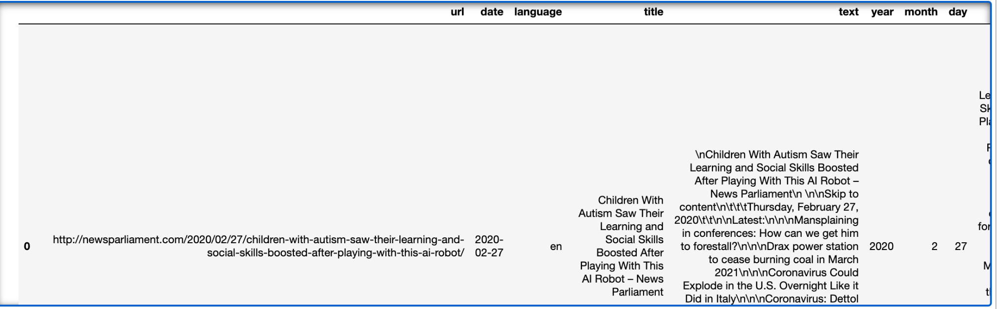 url date language title text year month day
0
http://newsparliament.com/2020/02/27/children-with-autism-saw-their-learning-and-
social-skills-boosted-after-playing-with-this-ai-robot/
2020-
02-27
en
Children With
Autism Saw Their
Learning and
Social Skills
Boosted After
Playing With This
AI Robot – News
Parliament
\nChildren With Autism Saw Their
Learning and Social Skills Boosted
After Playing With This AI Robot –
News Parliament\n \n\nSkip to
content\n\t\t\tThursday, February 27,
2020\t\t\n\nLatest:\n\n\nMansplaining
in conferences: How can we get him
to forestall?\n\n\nDrax power station
to cease burning coal in March
2021\n\n\nCoronavirus Could
Explode in the U.S. Overnight Like it
Did in Italy\n\n\nCoronavirus: Dettol
2020
2
27